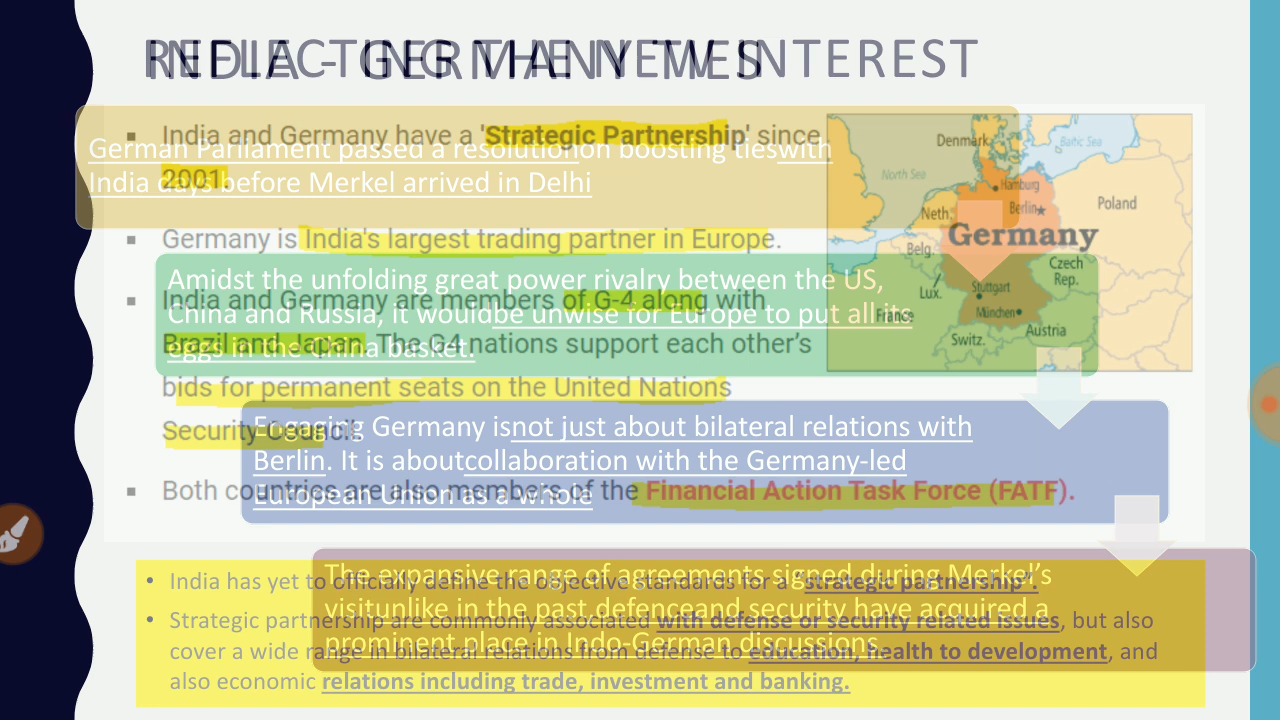 INDIA - GERMANY TIES
REFLECTING THE NEW INTEREST
▪ India and Germany have a 'Strategic Partnership' since
2001.
▪ Germany is India's largest trading partner in Europe.
▪ India and Germany are members of G-4 along with
Brazil and Japan. The G4 nations support each other’s
bids for permanent seats on the United Nations
Security Council.
▪ Both countries are also members of the Financial Action Task Force (FATF).
• India has yet to officially define the objective standards for a “strategic partnership”.
• Strategic partnership are commonly associated with defense or security related issues, but also
cover a wide range in bilateral relations from defense to education, health to development, and
also economic relations including trade, investment and banking.
German Parliament passed a resolutionon boosting tieswith
India days before Merkel arrived in Delhi
Amidst the unfolding great power rivalry between the US,
China and Russia, it wouldbe unwise for Europe to put all its
eggs in the China basket.
Engaging Germany isnot just about bilateral relations with
Berlin. It is aboutcollaboration with the Germany-led
European Union as a whole
The expansive range of agreements signed during Merkel’s
visitunlike in the past,defenceand security have acquired a
prominent place in Indo-German discussions.
Denmark
Baltic Sea
North Sea
Hamburg
Neth.
Berlin
Poland
Germany
Belg.
Czech
Rep.
Lux.
Stuttgart
France
München
Austria
Switz.